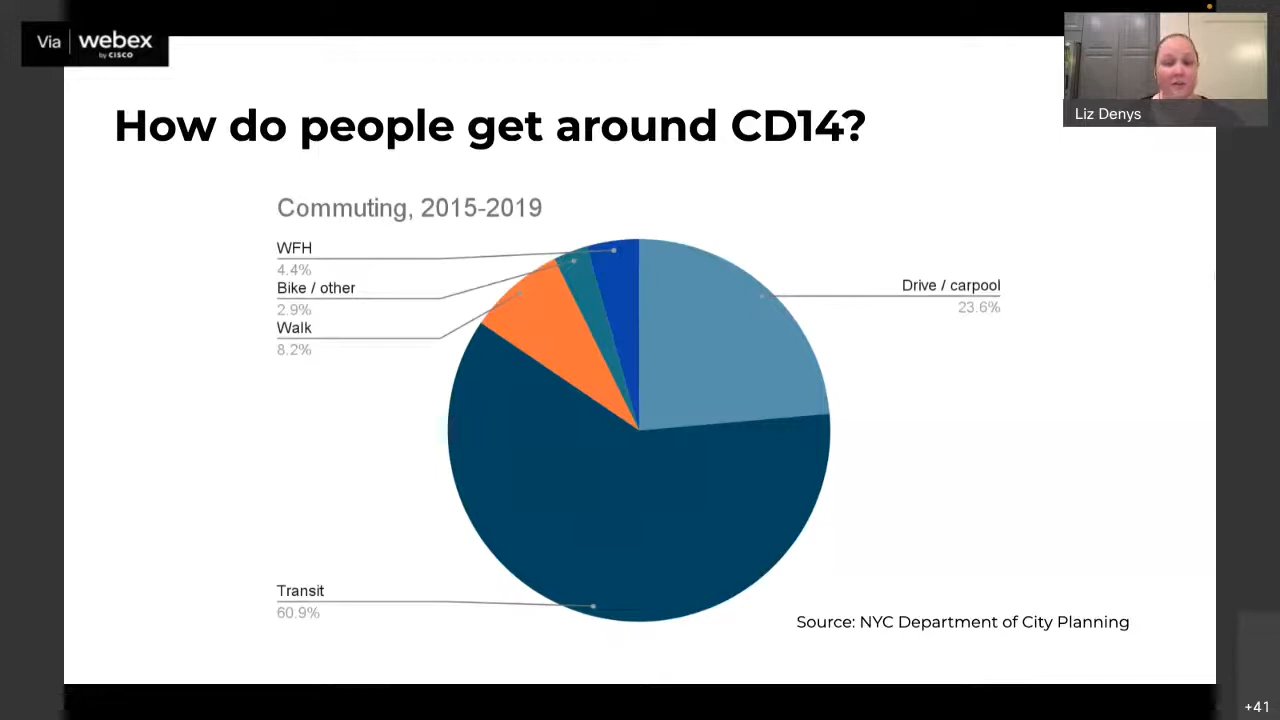 Via webex
by CISCO
Liz Denys
How do people get around CD14?
Commuting, 2015-2019
WFH
4.4%
Bike / other
2.9%
Walk
8.2%
Drive / carpool
23.6%
Transit
60.9%
Source: NYC Department of City Planning
+41